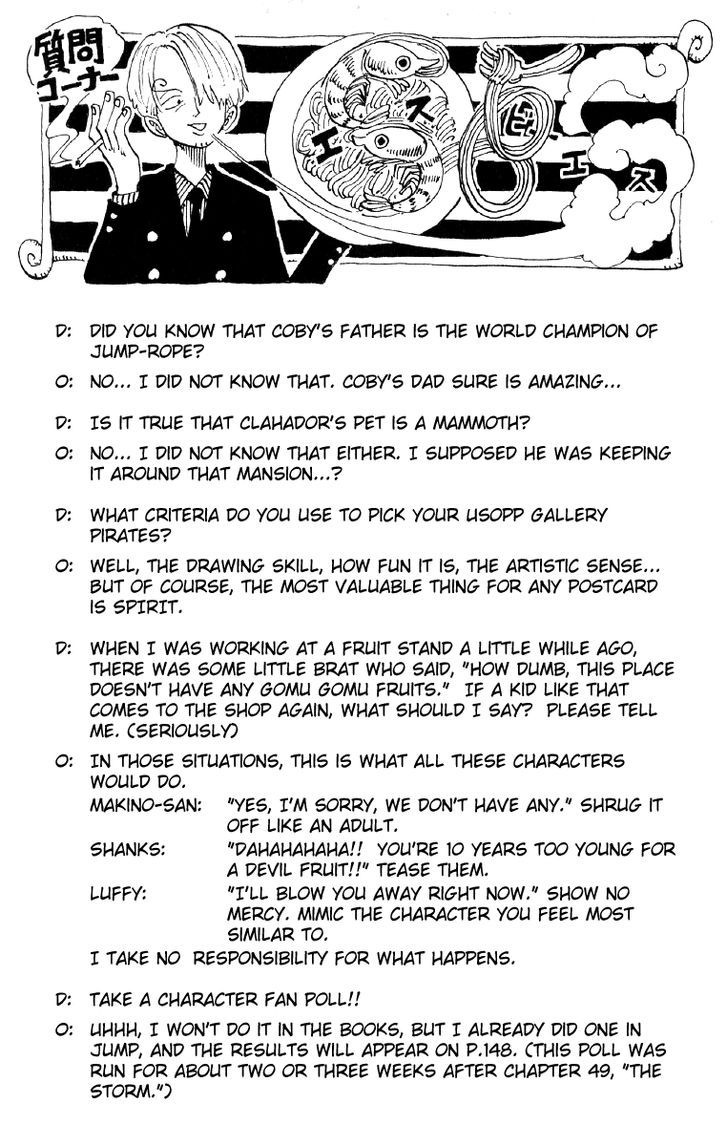 質問
コーナー
エス
ビー
エス
D: DID YOU KNOW THAT COBY'S FATHER IS THE WORLD CHAMPION OF
JUMP-ROPE?
O: NO... I DID NOT KNOW THAT. COBY'S DAD SURE IS AMAZING...
D: IS IT TRUE THAT CLAHADOR'S PET IS A MAMMOTH?
O: NO... I DID NOT KNOW THAT EITHER. I SUPPOSED HE WAS KEEPING
IT AROUND THAT MANSION...?
D: WHAT CRITERIA DO YOU USE TO PICK YOUR USOPP GALLERY
PIRATES?
O: WELL, THE DRAWING SKILL, HOW FUN IT IS, THE ARTISTIC SENSE...
BUT OF COURSE, THE MOST VALUABLE THING FOR ANY POSTCARD
IS SPIRIT.
D: WHEN I WAS WORKING AT A FRUIT STAND A LITTLE WHILE AGO,
THERE WAS SOME LITTLE BRAT WHO SAID, "HOW DUMB, THIS PLACE
DOESN'T HAVE ANY GOMU GOMU FRUITS." IF A KID LIKE THAT
COMES TO THE SHOP AGAIN, WHAT SHOULD I SAY? PLEASE TELL
ME. (SERIOUSLY)
O: IN THOSE SITUATIONS, THIS IS WHAT ALL THESE CHARACTERS
WOULD DO.
MAKINO-SAN: "YES, I'M SORRY, WE DON'T HAVE ANY." SHRUG IT
OFF LIKE AN ADULT.
SHANKS: "DAHAHAHAHA!! YOU'RE 10 YEARS TOO YOUNG FOR
A DEVIL FRUIT!!" TEASE THEM.
LUFFY: "I'LL BLOW YOU AWAY RIGHT NOW." SHOW NO
MERCY. MIMIC THE CHARACTER YOU FEEL MOST
SIMILAR TO.
I TAKE NO RESPONSIBILITY FOR WHAT HAPPENS.
D: TAKE A CHARACTER FAN POLL!!
O: UHHH, I WON'T DO IT IN THE BOOKS, BUT I ALREADY DID ONE IN
JUMP, AND THE RESULTS WILL APPEAR ON P.148. (THIS POLL WAS
RUN FOR ABOUT TWO OR THREE WEEKS AFTER CHAPTER 49, "THE
STORM.")